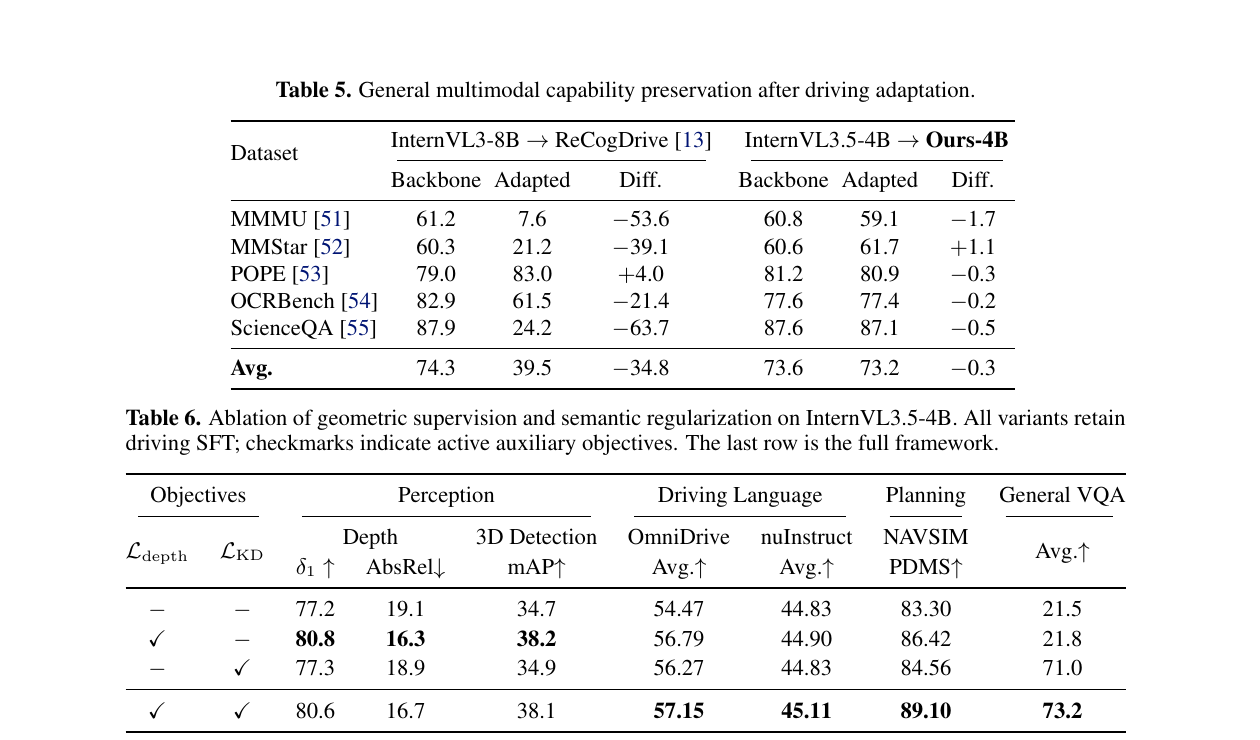 Table 5. General multimodal capability preservation after driving adaptation.
Dataset InternVL3-8B → ReCogDrive [13] InternVL3.5-4B → Ours-4B
Backbone Adapted Diff. Backbone Adapted Diff.
MMMU [51] 61.2 7.6 −53.6 60.8 59.1 −1.7
MMStar [52] 60.3 21.2 −39.1 60.6 61.7 +1.1
POPE [53] 79.0 83.0 +4.0 81.2 80.9 −0.3
OCRBench [54] 82.9 61.5 −21.4 77.6 77.4 −0.2
ScienceQA [55] 87.9 24.2 −63.7 87.6 87.1 −0.5
Avg. 74.3 39.5 −34.8 73.6 73.2 −0.3
Table 6. Ablation of geometric supervision and semantic regularization on InternVL3.5-4B. All variants retain
driving SFT; checkmarks indicate active auxiliary objectives. The last row is the full framework.
Objectives Perception Driving Language Planning General VQA
Depth 3D Detection OmniDrive nuInstruct NAVSIM
ℒdepth ℒKD δ1 ↑ AbsRel↓ mAP↑ Avg.↑ Avg.↑ PDMS↑ Avg.↑
− − 77.2 19.1 34.7 54.47 44.83 83.30 21.5
✓ − 80.8 16.3 38.2 56.79 44.90 86.42 21.8
− ✓ 77.3 18.9 34.9 56.27 44.83 84.56 71.0
✓ ✓ 80.6 16.7 38.1 57.15 45.11 89.10 73.2